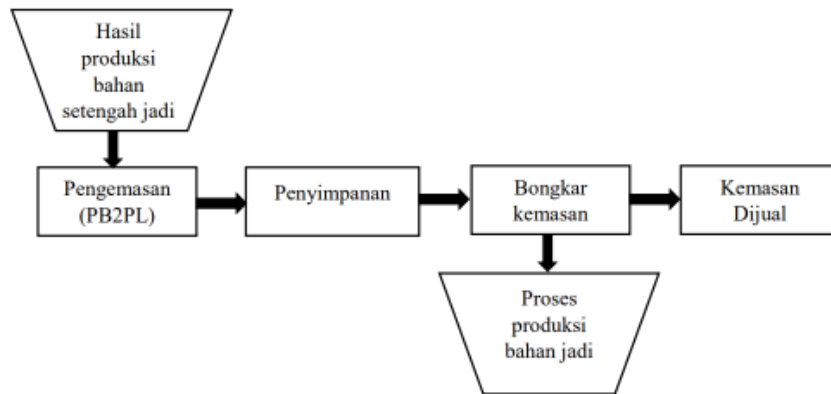 Hasil
produksi
bahan
setengah jadi
Pengemasan
(PB2PL)
Penyimpanan
Bongkar
kemasan
Kemasan
Dijual
Proses
produksi
bahan jadi